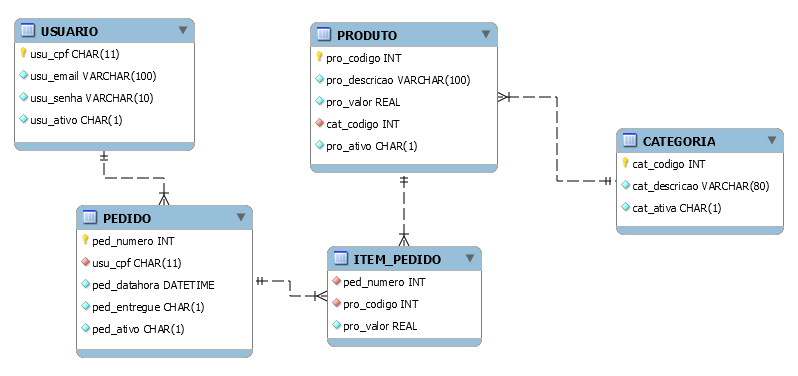 USUARIO
usu_cpf CHAR(11)
usu_email VARCHAR(100)
usu_senha VARCHAR(10)
usu_ativo CHAR(1)
PRODUTO
pro_codigo INT
pro_descricao VARCHAR(100)
pro_valor REAL
cat_codigo INT
pro_ativo CHAR(1)
CATEGORIA
cat_codigo INT
cat_descricao VARCHAR(80)
cat_ativa CHAR(1)
PEDIDO
ped_numero INT
usu_cpf CHAR(11)
ped_datahora DATETIME
ped_entregue CHAR(1)
ped_ativo CHAR(1)
ITEM_PEDIDO
ped_numero INT
pro_codigo INT
pro_valor REAL